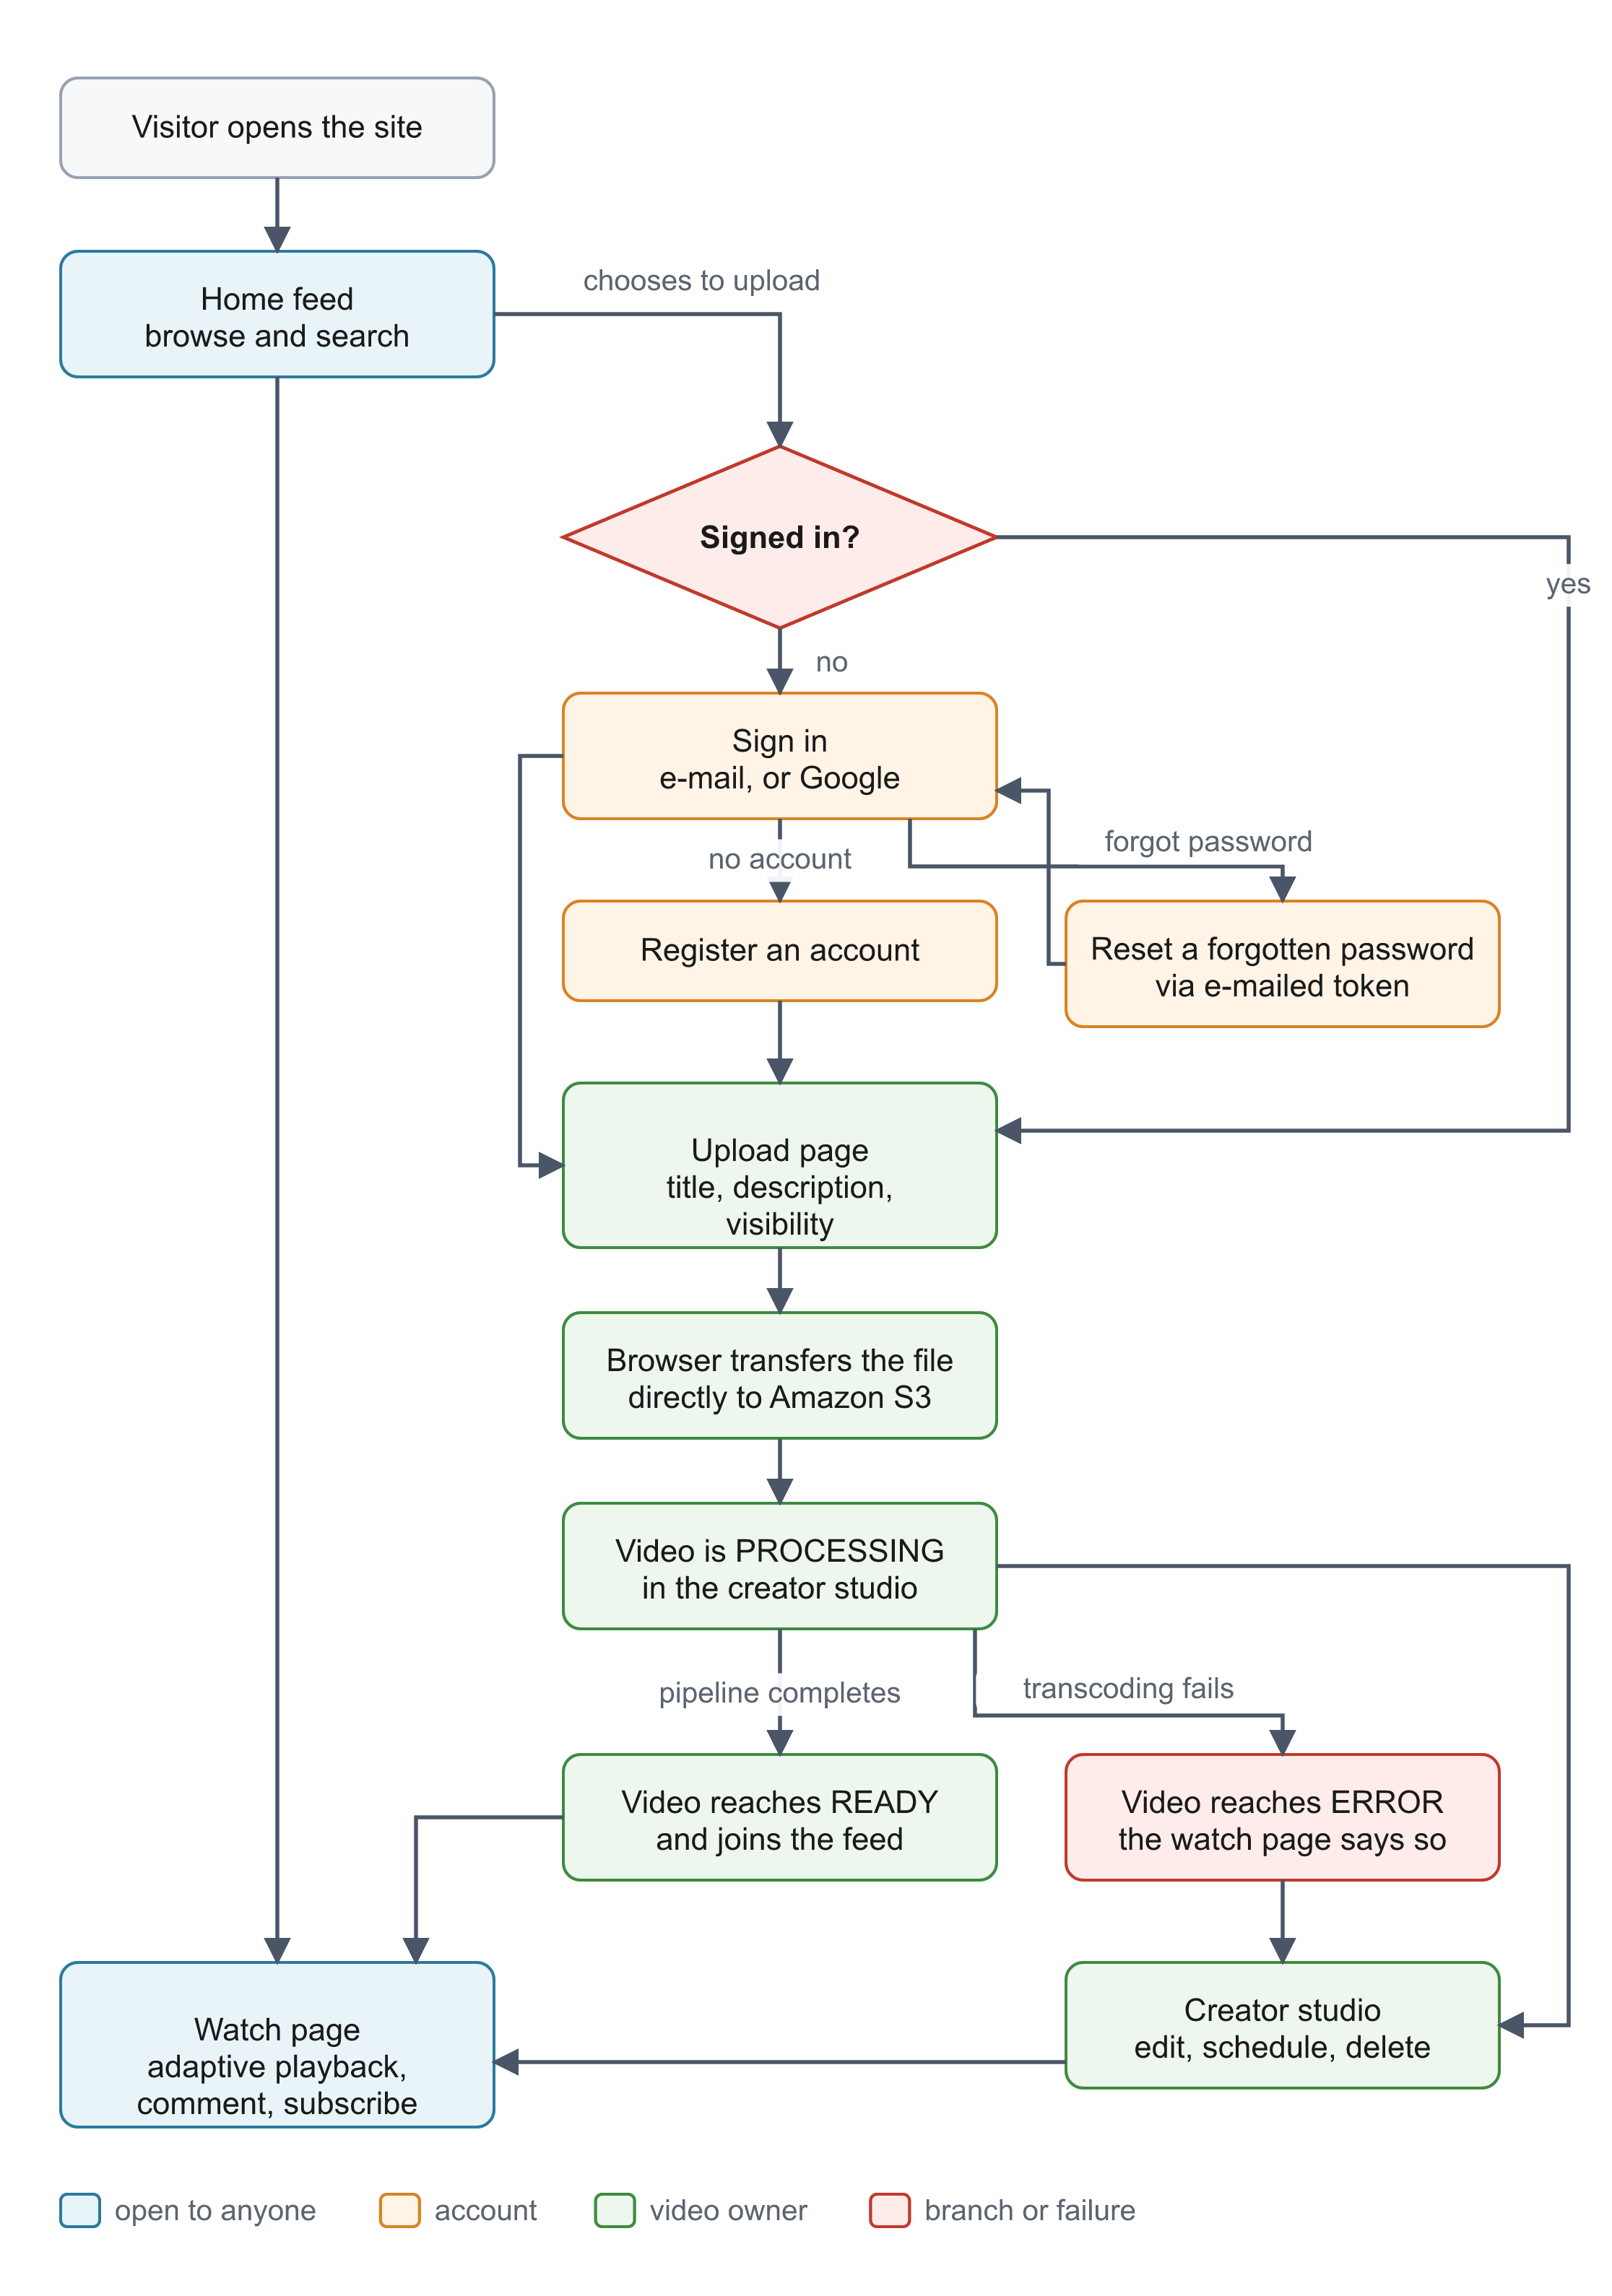 Visitor opens the site
Home feed
browse and search
chooses to upload
Signed in?
yes
no
Sign in
e-mail, or Google
no account
forgot password
Register an account
Reset a forgotten password
via e-mailed token
Upload page
title, description,
visibility
Browser transfers the file
directly to Amazon S3
Video is PROCESSING
in the creator studio
pipeline completes
transcoding fails
Video reaches READY
and joins the feed
Video reaches ERROR
the watch page says so
Watch page
adaptive playback,
comment, subscribe
Creator studio
edit, schedule, delete
open to anyone
account
video owner
branch or failure